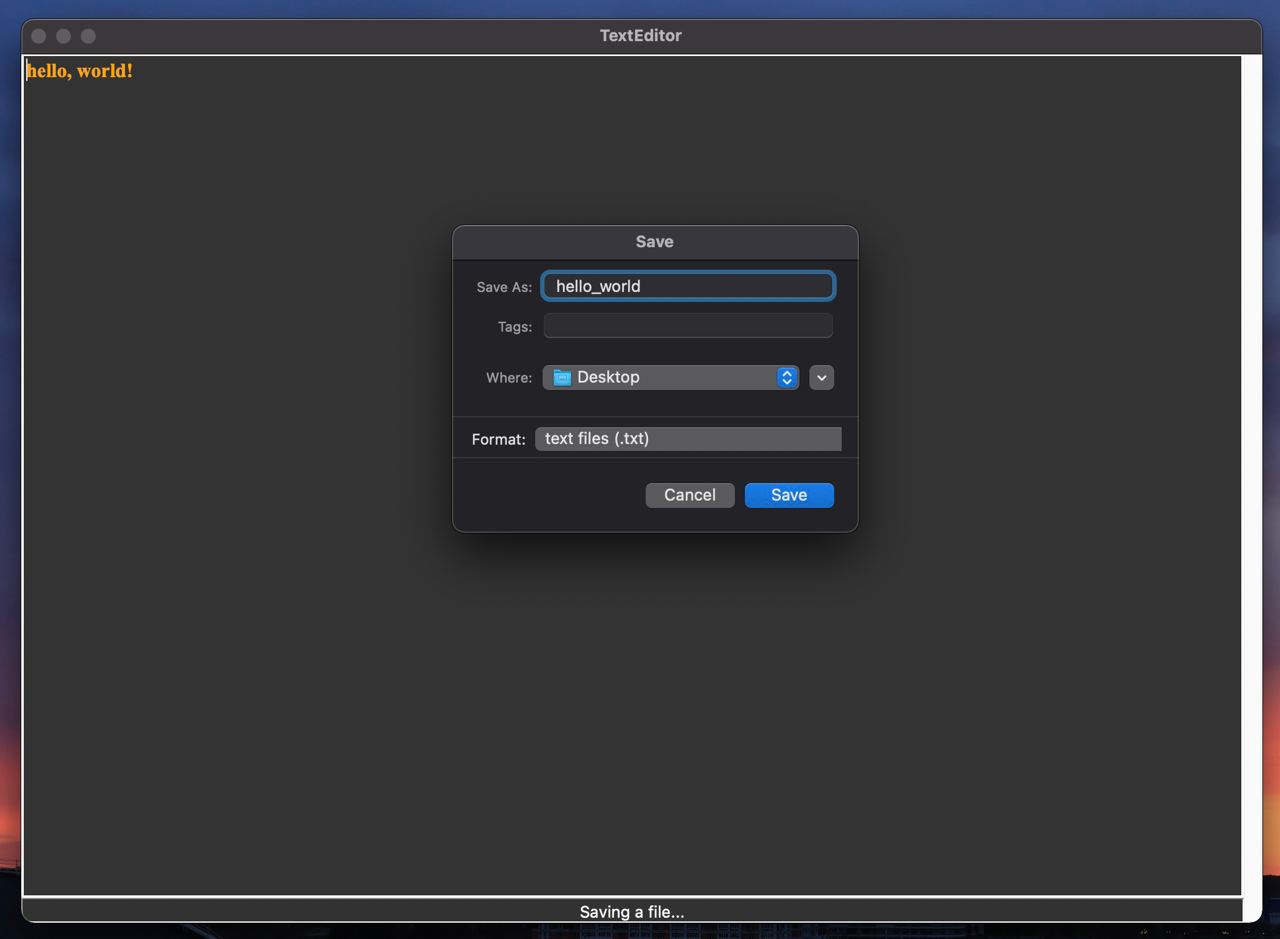 TextEditor
hello, world!
Save
Save As: hello_world
Tags:
Where: Desktop
Format: text files (.txt)
Cancel Save
Saving a file...